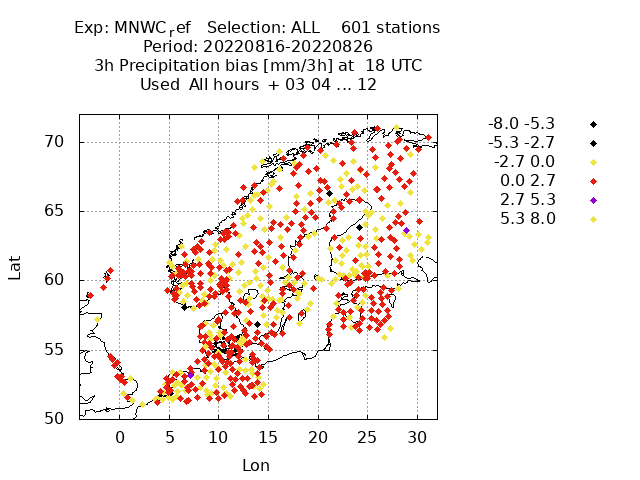 Exp: MNWCref   Selection: ALL    601 stations
Period: 20220816-20220826
3h Precipitation bias [mm/3h] at  18 UTC
Used  All hours  + 03 04 ... 12
-8.0 -5.3
-5.3 -2.7
-2.7 0.0
0.0 2.7
2.7 5.3
5.3 8.0
70
65
60
55
50
Lat
0 5 10 15 20 25 30
Lon